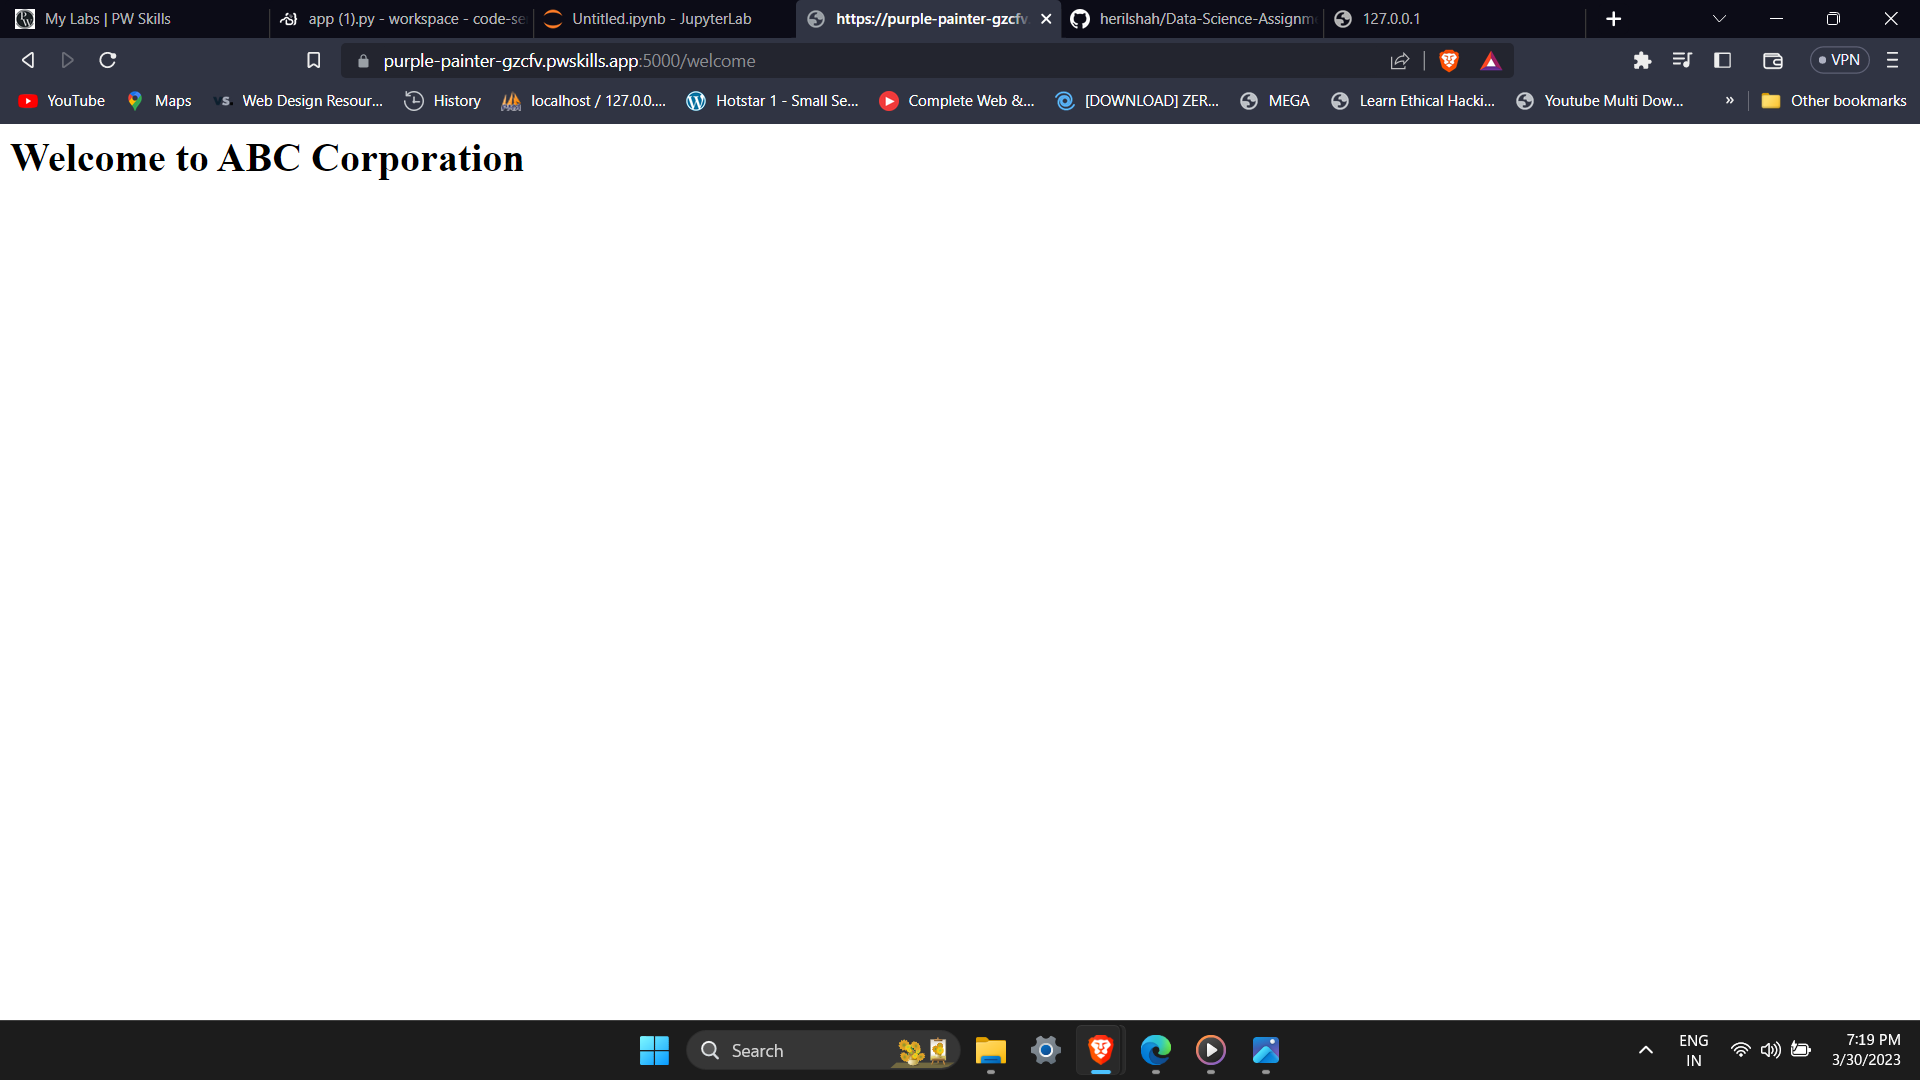 My Labs | PW Skills
app (1).py - workspace - code-se
Untitled.ipynb - JupyterLab
https://purple-painter-gzcfv.
herilshah/Data-Science-Assignm
127.0.0.1
purple-painter-gzcfv.pwskills.app:5000/welcome
VPN
YouTube
Maps
Web Design Resour...
History
localhost / 127.0.0....
Hotstar 1 - Small Se...
Complete Web &...
[DOWNLOAD] ZER...
MEGA
Learn Ethical Hacki...
Youtube Multi Dow...
»
Other bookmarks
Welcome to ABC Corporation
Search
ENG
IN
7:19 PM
3/30/2023